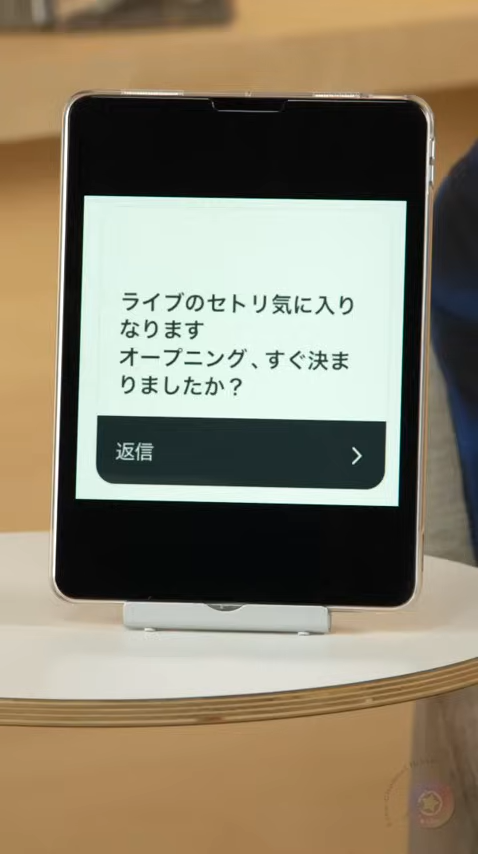 ライブのセトリ気に入り
なります
オープニング、すぐ決ま
りましたか？
返信